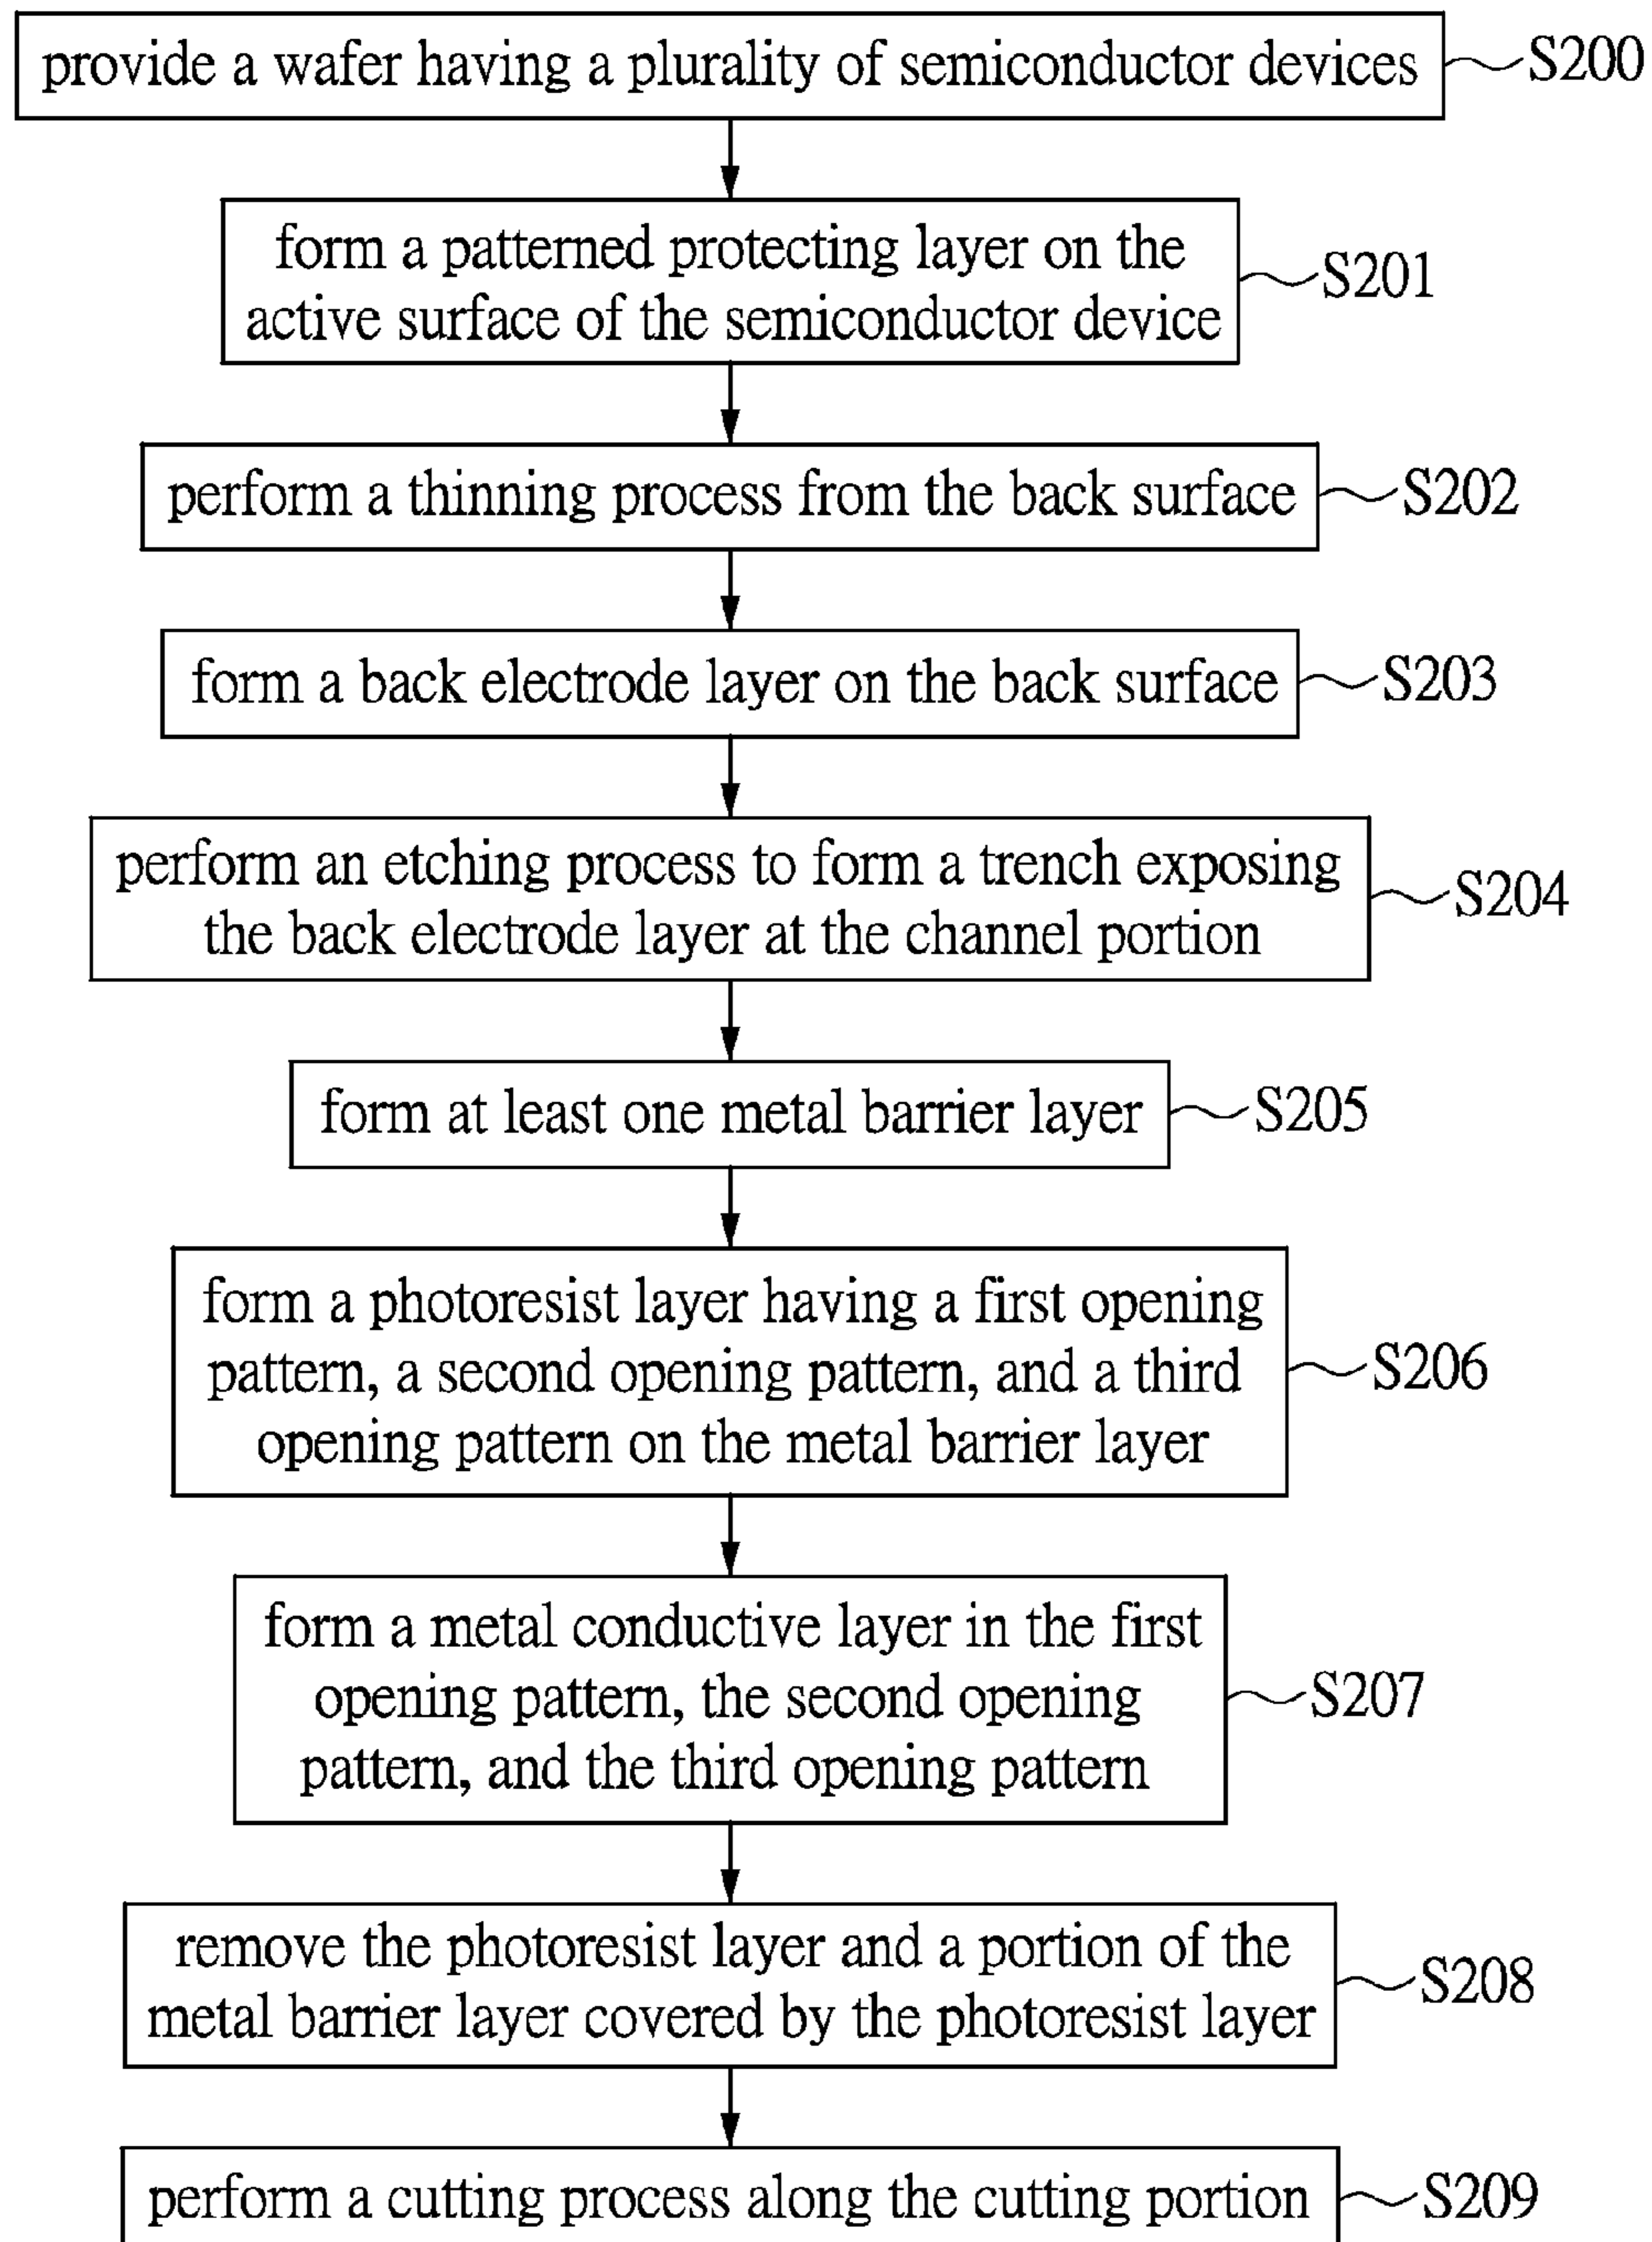 provide a wafer having a plurality of semiconductor devices
S200
form a patterned protecting layer on the
active surface of the semiconductor device
S201
perform a thinning process from the back surface
S202
form a back electrode layer on the back surface
S203
perform an etching process to form a trench exposing
the back electrode layer at the channel portion
S204
form at least one metal barrier layer
S205
form a photoresist layer having a first opening
pattern, a second opening pattern, and a third
opening pattern on the metal barrier layer
S206
form a metal conductive layer in the first
opening pattern, the second opening
pattern, and the third opening pattern
S207
remove the photoresist layer and a portion of the
metal barrier layer covered by the photoresist layer
S208
perform a cutting process along the cutting portion
S209